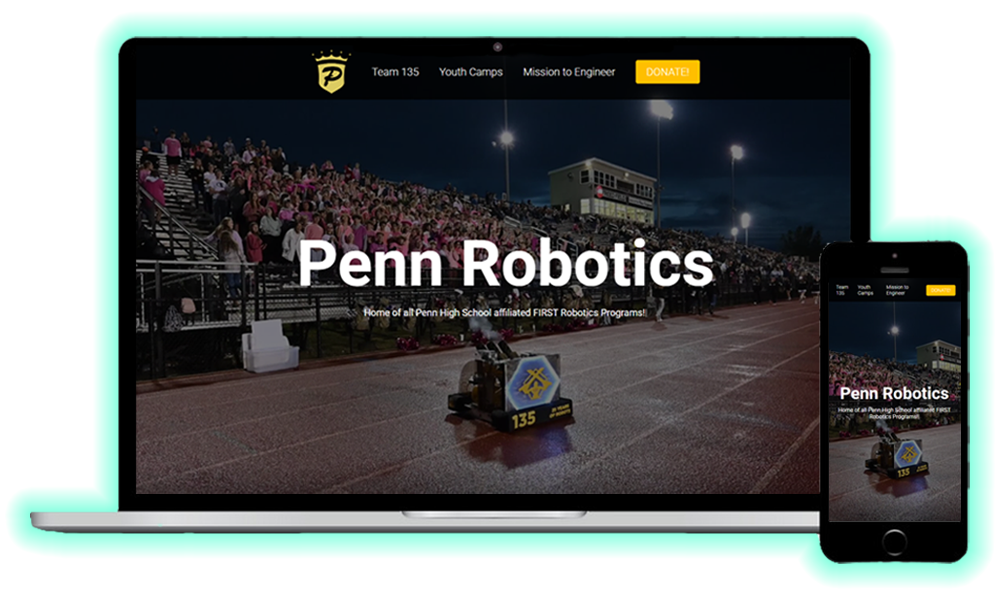 P
Team 135
Youth Camps
Mission to Engineer
DONATE!
Penn Robotics
Home of all Penn High School affiliated FIRST Robotics Programs!
135
Team
135
Youth
Camps
Mission to
Engineer
DONATE!
Penn Robotics
Home of all Penn High School affiliated FIRST
Robotics Programs!
135